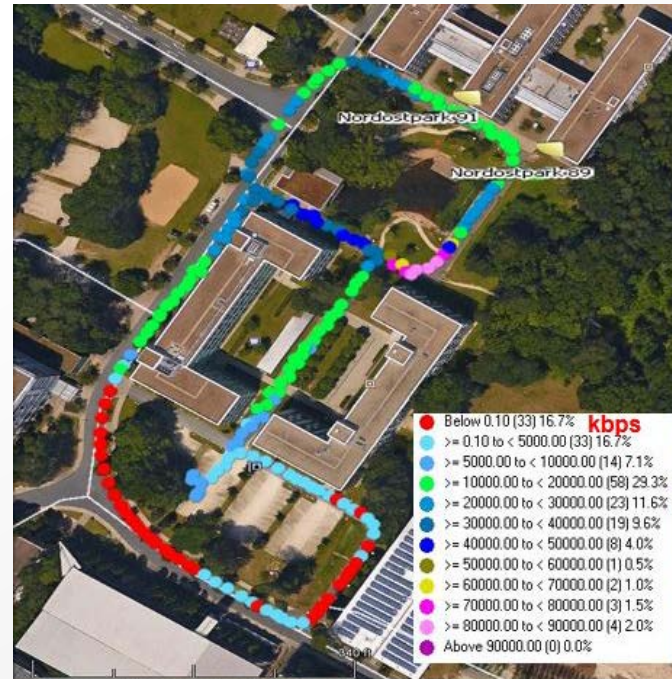 Nordostpark 91
Nordostpark 89
kbps
Below 0.10 (33) 16.7%
>= 0.10 to < 5000.00 (33) 16.7%
>= 5000.00 to < 10000.00 (14) 7.1%
>= 10000.00 to < 20000.00 (58) 29.3%
>= 20000.00 to < 30000.00 (23) 11.6%
>= 30000.00 to < 40000.00 (19) 9.6%
>= 40000.00 to < 50000.00 (8) 4.0%
>= 50000.00 to < 60000.00 (1) 0.5%
>= 60000.00 to < 70000.00 (2) 1.0%
>= 70000.00 to < 80000.00 (3) 1.5%
>= 80000.00 to < 90000.00 (4) 2.0%
Above 90000.00 (0) 0.0%
340 ft